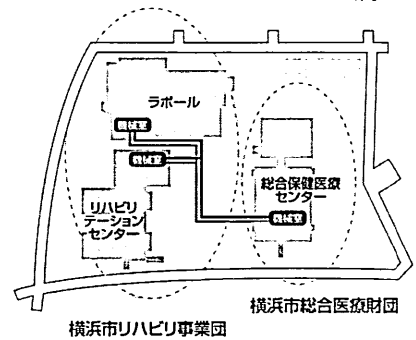 ラポール
機械室
機械室
総合保健医療
センター
リハビリ
テーション
センター
機械室
横浜市総合医療財団
横浜市リハビリ事業団